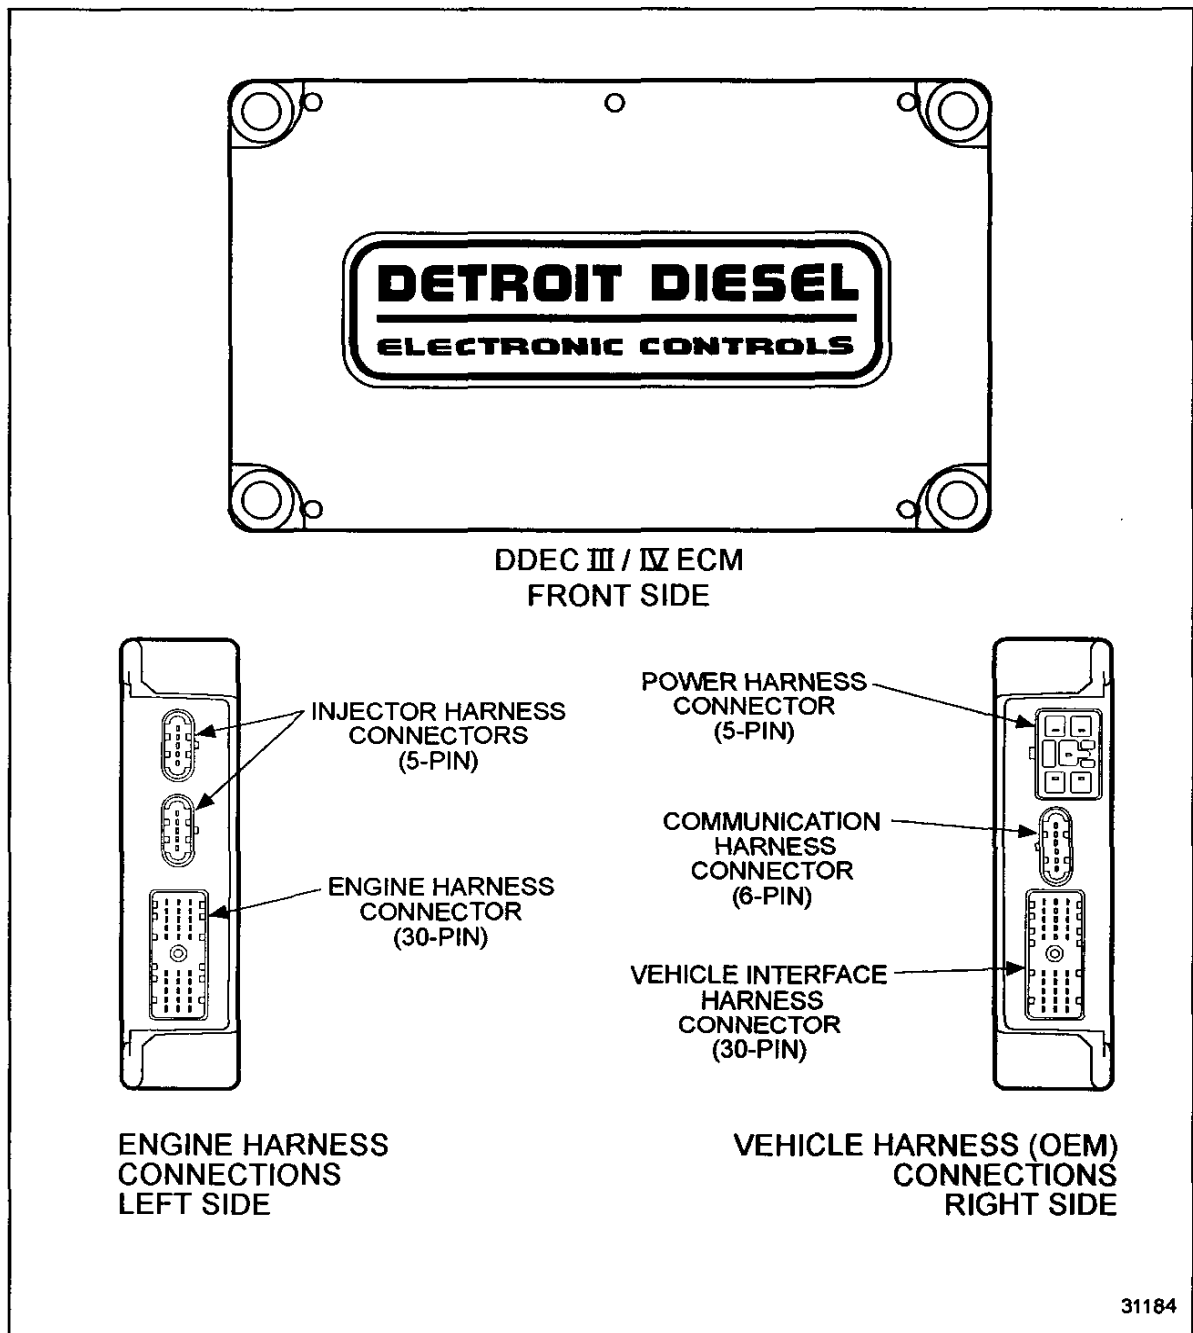 DETROIT DIESEL
ELECTRONIC CONTROLS
DDEC III / IV ECM
FRONT SIDE
INJECTOR HARNESS
CONNECTORS
(5-PIN)
ENGINE HARNESS
CONNECTOR
(30-PIN)
POWER HARNESS
CONNECTOR
(5-PIN)
COMMUNICATION
HARNESS
CONNECTOR
(6-PIN)
VEHICLE INTERFACE
HARNESS
CONNECTOR
(30-PIN)
ENGINE HARNESS
CONNECTIONS
LEFT SIDE
VEHICLE HARNESS (OEM)
CONNECTIONS
RIGHT SIDE
31184